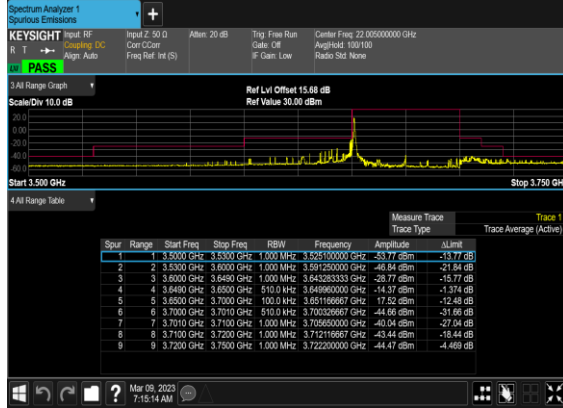 Spectrum Analyzer 1
Spurious Emissions
+
KEYSIGHT Input: RF Input Z: 50 Ω Atten: 20 dB Trig: Free Run Center Freq: 22.005000000 GHz
R T Coupling: DC Corr CCorr Gate: Off Avg|Hold: 100/100
Align: Auto Freq Ref: Int (S) IF Gain: Low Radio Std: None
PASS
3 All Range Graph
Ref Lvl Offset 15.68 dB
Scale/Div 10.0 dB Ref Value 30.00 dBm
20.0
0.00
-20.0
-40.0
-60.0
Start 3.500 GHz Stop 3.750 GH
4 All Range Table
Measure Trace Trace 1
Trace Type Trace Average (Active)
Spur Range Start Freq Stop Freq RBW Frequency Amplitude ΔLimit
1 1 3.5000 GHz 3.5300 GHz 1.000 MHz 3.525100000 GHz -53.77 dBm -13.77 dB
2 2 3.5300 GHz 3.6000 GHz 1.000 MHz 3.591250000 GHz -46.84 dBm -21.84 dB
3 3 3.6000 GHz 3.6490 GHz 1.000 MHz 3.643283333 GHz -28.77 dBm -15.77 dB
4 4 3.6490 GHz 3.6500 GHz 510.0 kHz 3.649960000 GHz -14.37 dBm -1.374 dB
5 5 3.6500 GHz 3.7000 GHz 100.0 kHz 3.651166667 GHz 17.52 dBm -12.48 dB
6 6 3.7000 GHz 3.7010 GHz 510.0 kHz 3.700326667 GHz -44.66 dBm -31.66 dB
7 7 3.7010 GHz 3.7100 GHz 1.000 MHz 3.705650000 GHz -40.04 dBm -27.04 dB
8 8 3.7100 GHz 3.7200 GHz 1.000 MHz 3.712116667 GHz -43.44 dBm -18.44 dB
9 9 3.7200 GHz 3.7500 GHz 1.000 MHz 3.722200000 GHz -44.47 dBm -4.469 dB
? Mar 09, 2023
7:15:14 AM